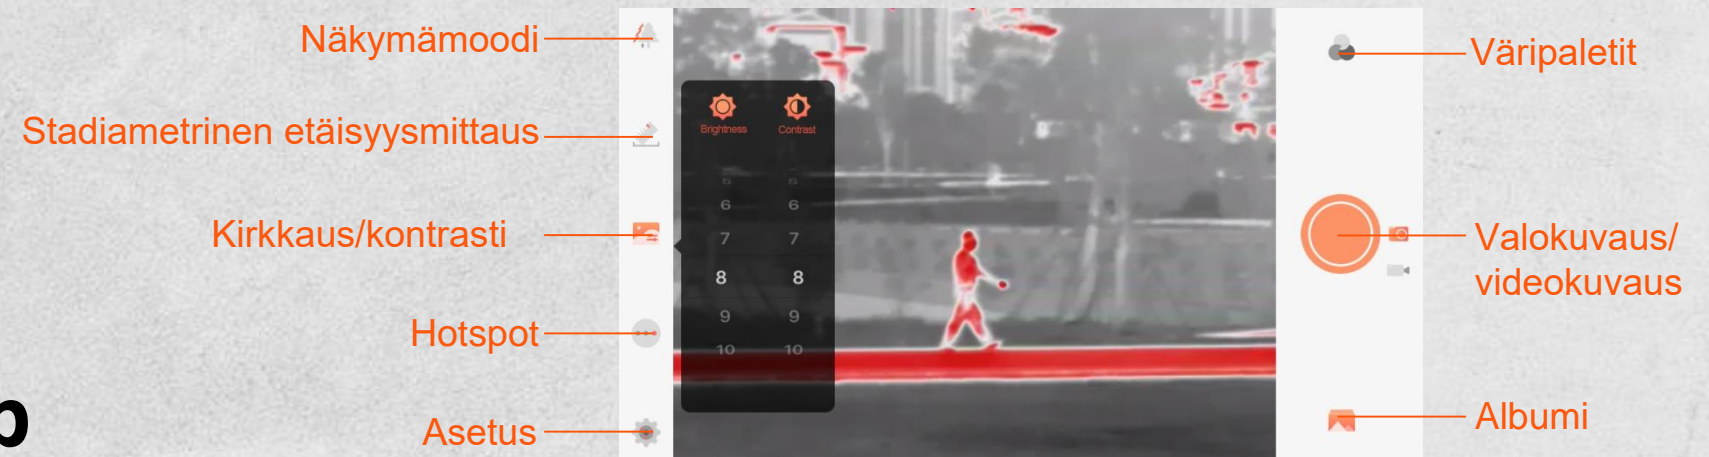 Näkymämoodi
Stadiametrinen etäisyysmittaus
Kirkkaus/kontrasti
Hotspot
Asetus
p
Brightness Contrast
5 5
6 6
7 7
8 8
9 9
10 10
Väripaletit
Valokuvaus/
videokuvaus
Albumi